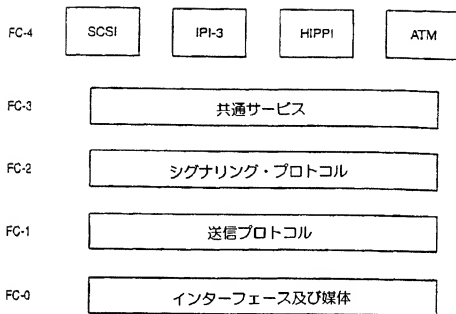 FC-4 SCSI IPI-3 HIPPI ATM
FC-3 共通サービス
FC-2 シグナリング・プロトコル
FC-1 送信プロトコル
FC-0 インターフェース及び媒体